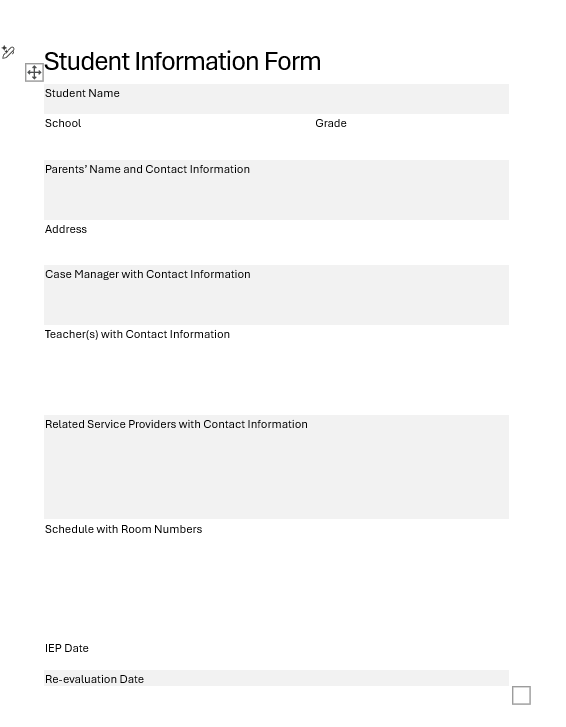 Student Information Form
Student Name
School Grade
Parents’ Name and Contact Information
Address
Case Manager with Contact Information
Teacher(s) with Contact Information
Related Service Providers with Contact Information
Schedule with Room Numbers
IEP Date
Re-evaluation Date